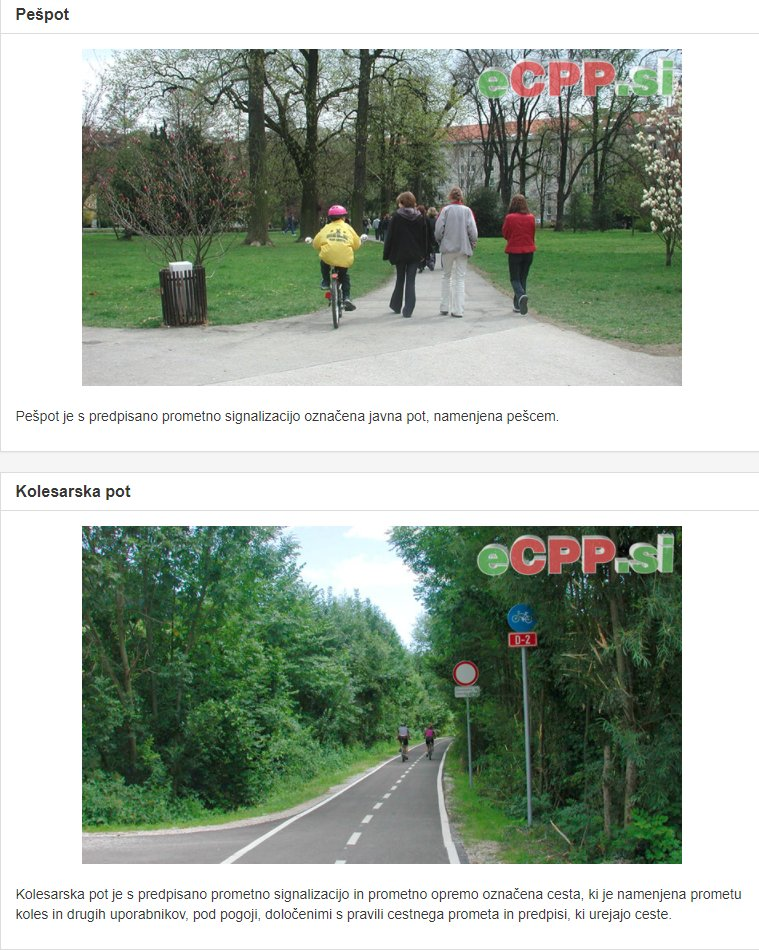 Pešpot
eCPP.si
Pešpot je s predpisano prometno signalizacijo označena javna pot, namenjena pešcem.
Kolesarska pot
eCPP.si
D-2
Kolesarska pot je s predpisano prometno signalizacijo in prometno opremo označena cesta, ki je namenjena prometu
koles in drugih uporabnikov, pod pogoji, določenimi s pravili cestnega prometa in predpisi, ki urejajo ceste.